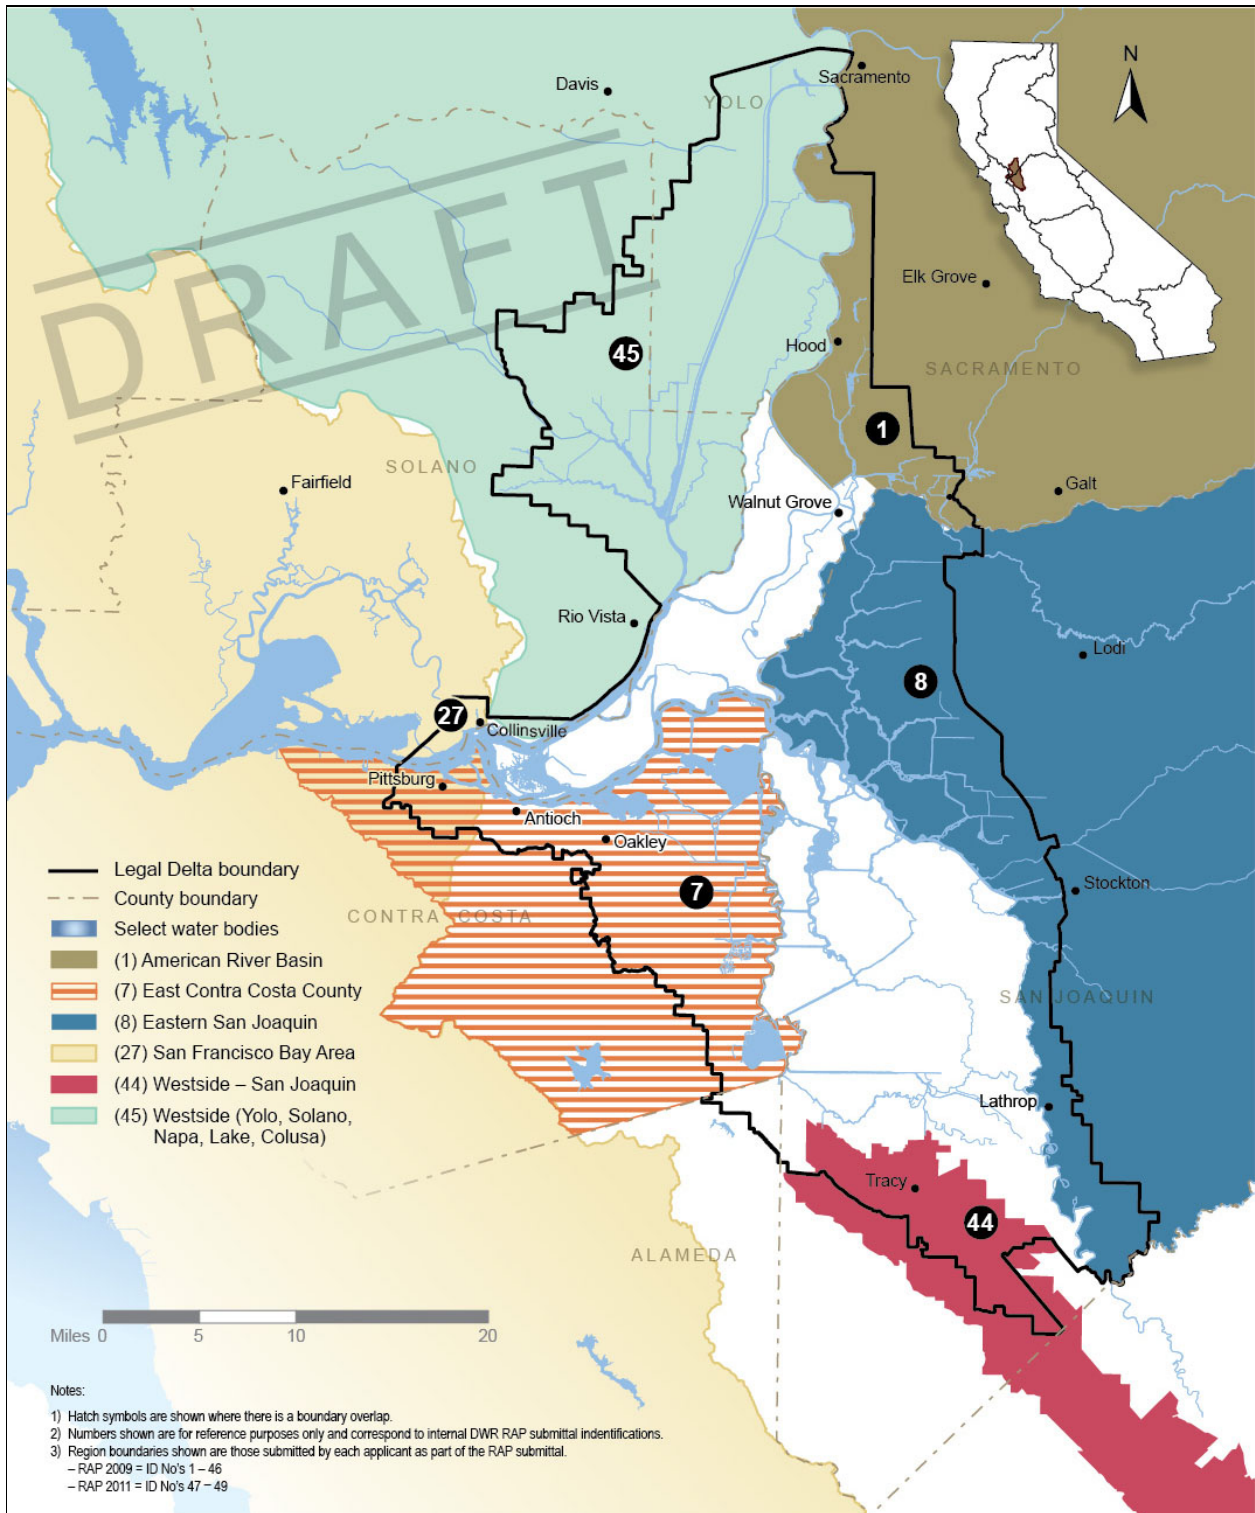 N
Sacramento
Davis
YOLO
DRAFT
Elk Grove
Hood
45
SACRAMENTO
1
SOLANO
Fairfield
Galt
Walnut Grove
Rio Vista
Lodi
8
27
Collinsville
Pittsburg
Antioch
Oakley
Legal Delta boundary
County boundary
Select water bodies
(1) American River Basin
(7) East Contra Costa County
(8) Eastern San Joaquin
(27) San Francisco Bay Area
(44) Westside – San Joaquin
(45) Westside (Yolo, Solano,
Napa, Lake, Colusa)
7
Stockton
CONTRA COSTA
SAN JOAQUIN
Lathrop
Tracy
44
ALAMEDA
Miles 0 5 10 20
Notes:
1) Hatch symbols are shown where there is a boundary overlap.
2) Numbers shown are for reference purposes only and correspond to internal DWR RAP submittal indentifications.
3) Region boundaries shown are those submitted by each applicant as part of the RAP submittal.
– RAP 2009 = ID No's 1 – 46
– RAP 2011 = ID No's 47 – 49